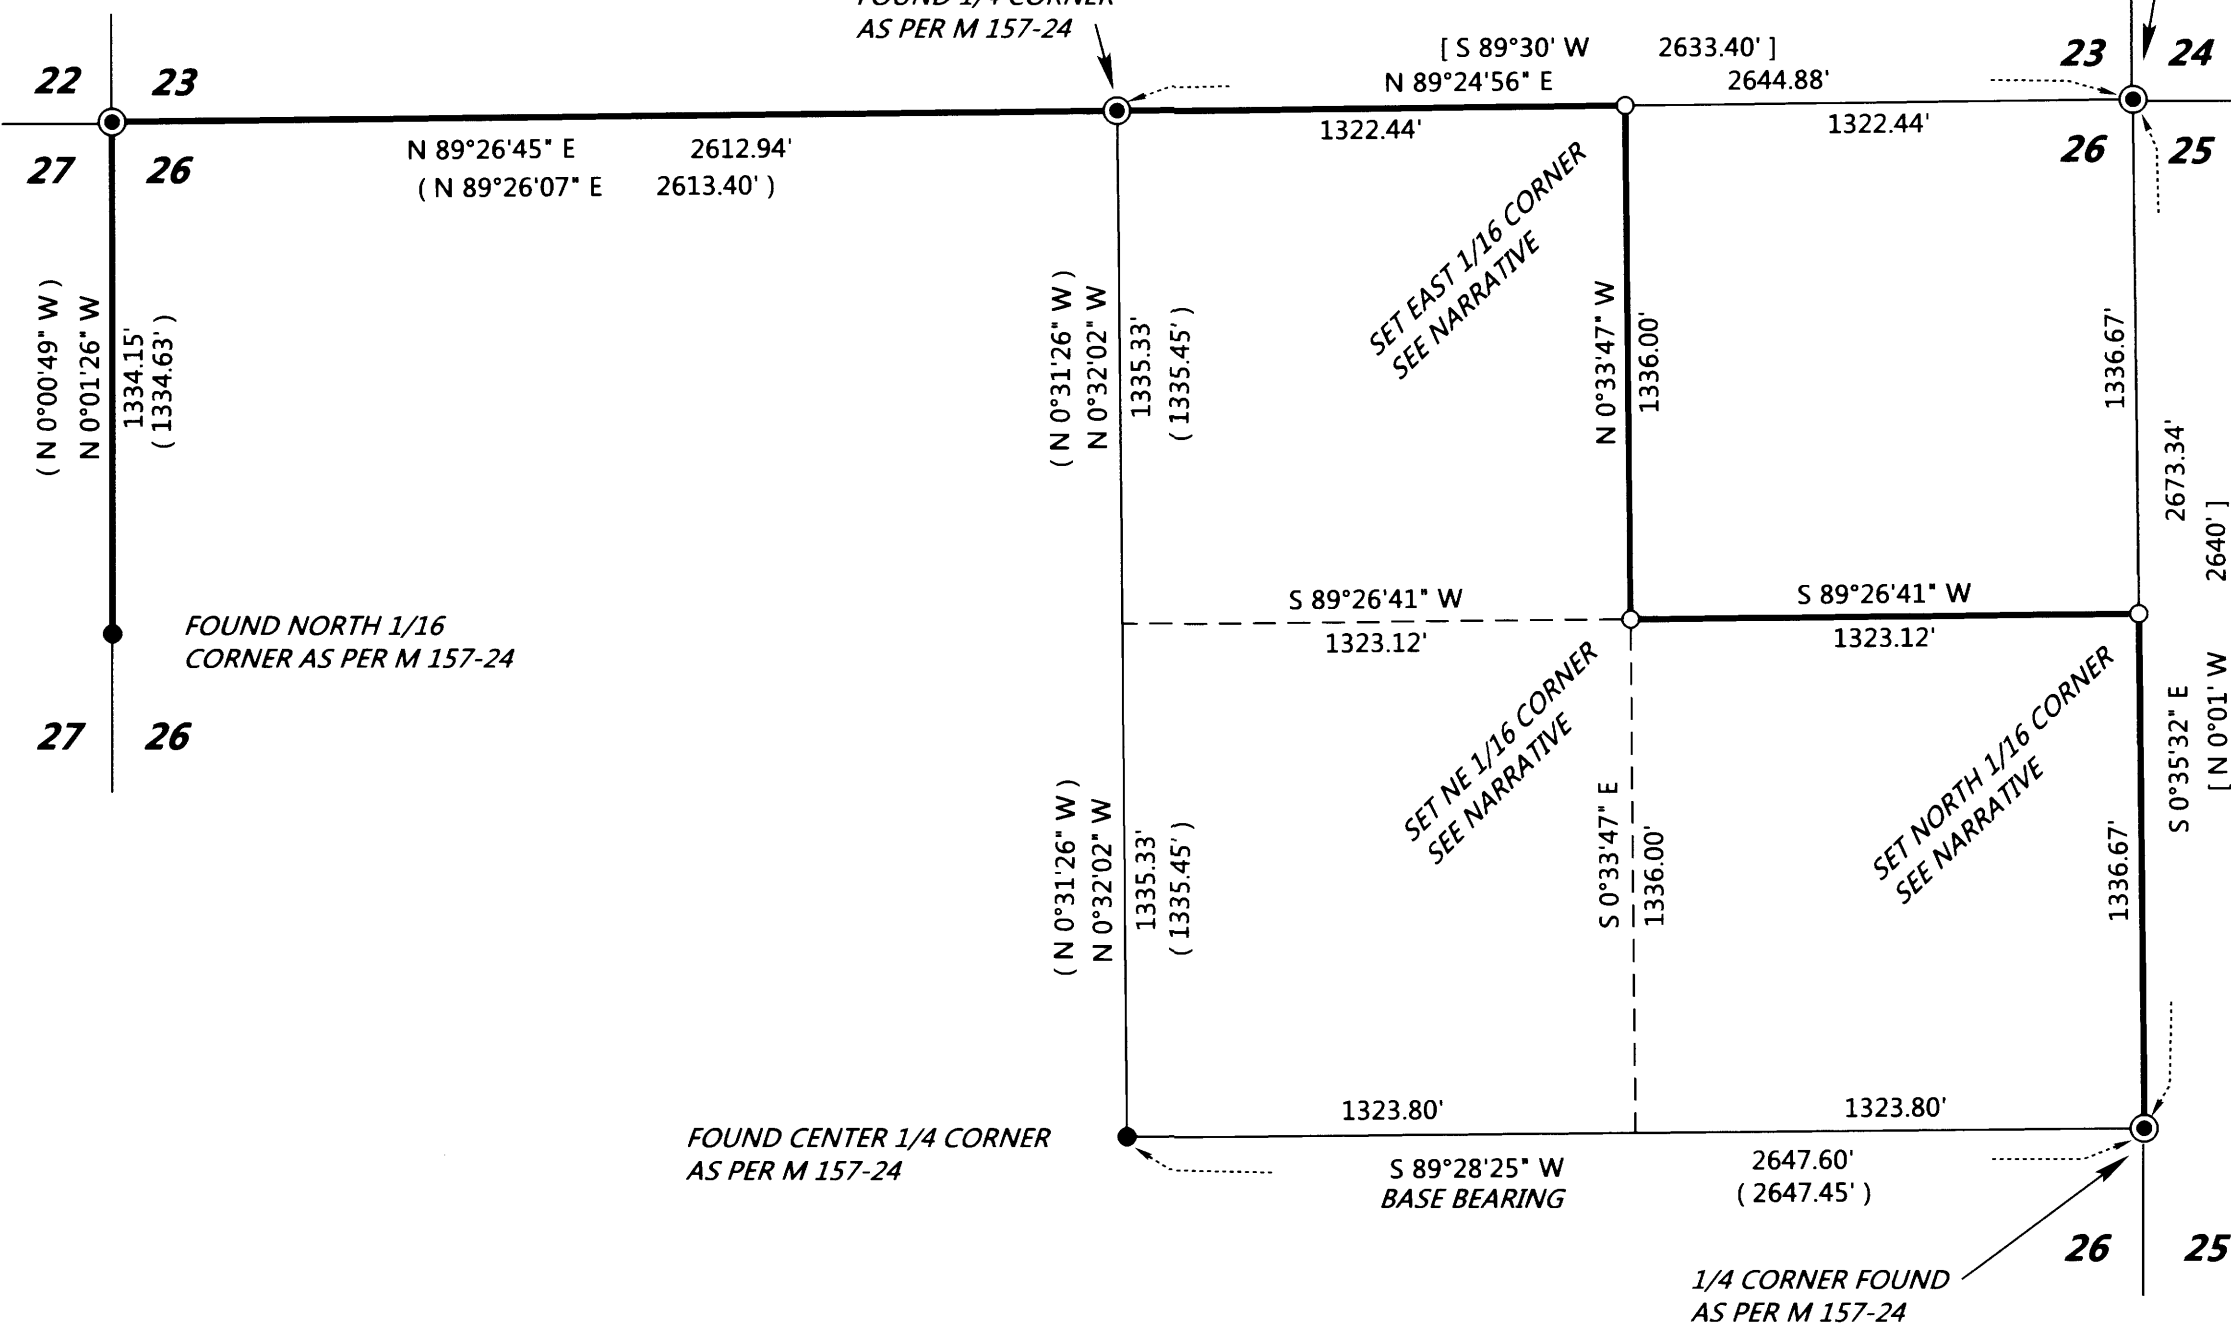 FOUND 1/4 CORNER
AS PER M 157-24
[ S 89°30' W 2633.40' ]
N 89°24'56" E 2644.88'
1322.44'
1322.44'
22
23
23
24
27
26
26
25
N 89°26'45" E 2612.94'
( N 89°26'07" E 2613.40' )
( N 0°00'49" W )
N 0°01'26" W
1334.15'
( 1334.63' )
( N 0°31'26" W )
N 0°32'02" W
1335.33'
( 1335.45' )
SET EAST 1/16 CORNER
SEE NARRATIVE
N 0°33'47" W
1336.00'
1336.67'
2673.34'
S 0°35'32" E
[ N 0°01' W 2640' ]
FOUND NORTH 1/16
CORNER AS PER M 157-24
27
26
S 89°26'41" W
1323.12'
S 89°26'41" W
1323.12'
( N 0°31'26" W )
N 0°32'02" W
1335.33'
( 1335.45' )
SET NE 1/16 CORNER
SEE NARRATIVE
S 0°33'47" E
1336.00'
SET NORTH 1/16 CORNER
SEE NARRATIVE
1336.67'
FOUND CENTER 1/4 CORNER
AS PER M 157-24
1323.80'
1323.80'
S 89°28'25" W 2647.60'
BASE BEARING
( 2647.45' )
26
25
1/4 CORNER FOUND
AS PER M 157-24